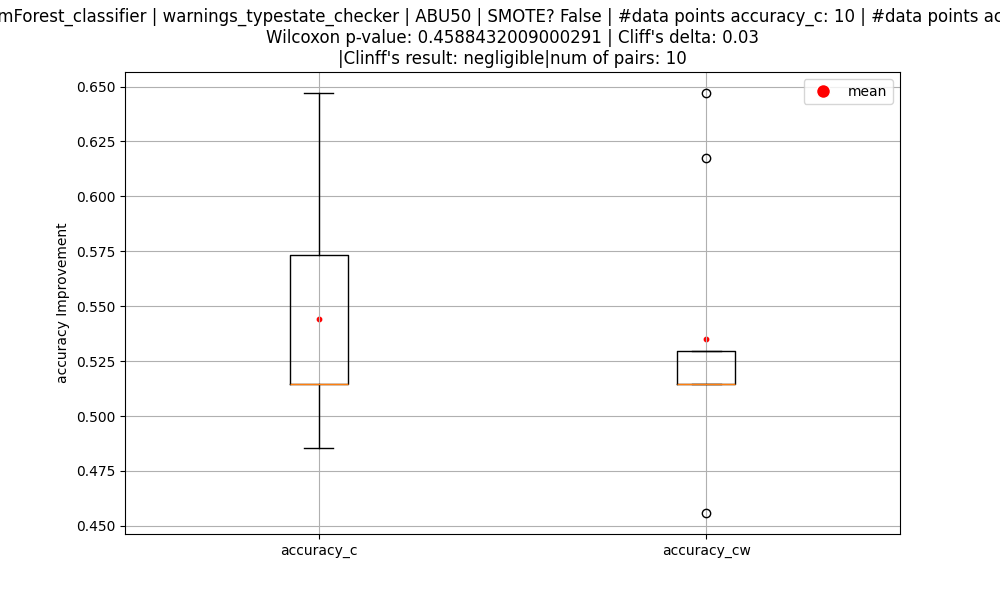 mForest_classifier | warnings_typestate_checker | ABU50 | SMOTE? False | #data points accuracy_c: 10 | #data points ac
Wilcoxon p-value: 0.4588432009000291 | Cliff's delta: 0.03
|Clinff's result: negligible|num of pairs: 10
mean
0.650
0.625
0.600
0.575
0.550
0.525
0.500
0.475
0.450
accuracy Improvement
accuracy_c
accuracy_cw